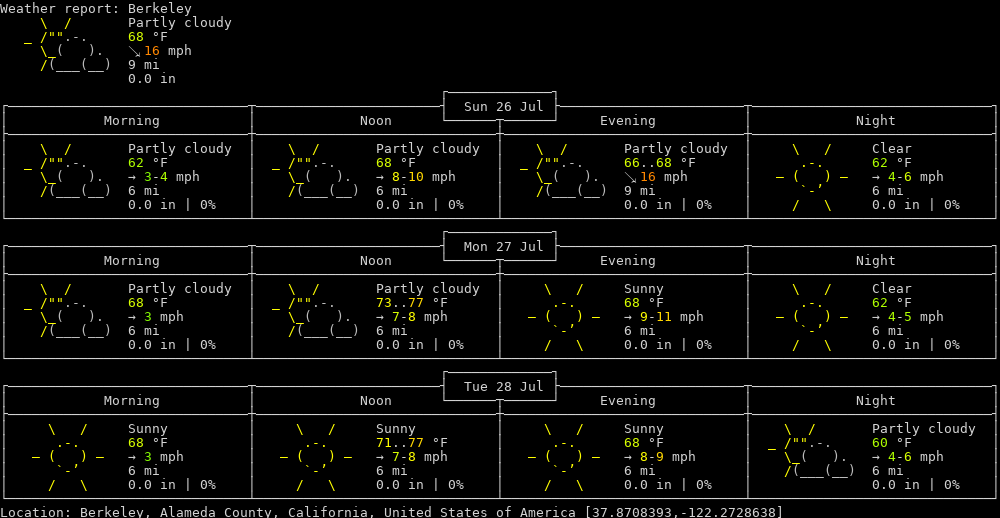 Weather report: Berkeley
Partly cloudy
68 °F
↘ 16 mph
9 mi
0.0 in
Sun 26 Jul
Morning Noon Evening Night
Partly cloudy Partly cloudy Partly cloudy Clear
62 °F 68 °F 66..68 °F 62 °F
→ 3-4 mph → 8-10 mph ↘ 16 mph → 4-6 mph
6 mi 6 mi 9 mi 6 mi
0.0 in | 0% 0.0 in | 0% 0.0 in | 0% 0.0 in | 0%
Mon 27 Jul
Morning Noon Evening Night
Partly cloudy Partly cloudy Sunny Clear
68 °F 73..77 °F 68 °F 62 °F
→ 3 mph → 7-8 mph → 9-11 mph → 4-5 mph
6 mi 6 mi 6 mi 6 mi
0.0 in | 0% 0.0 in | 0% 0.0 in | 0% 0.0 in | 0%
Tue 28 Jul
Morning Noon Evening Night
Sunny Sunny Sunny Partly cloudy
68 °F 71..77 °F 68 °F 60 °F
→ 3 mph → 7-8 mph → 8-9 mph → 4-6 mph
6 mi 6 mi 6 mi 6 mi
0.0 in | 0% 0.0 in | 0% 0.0 in | 0% 0.0 in | 0%
Location: Berkeley, Alameda County, California, United States of America [37.8708393,-122.2728638]